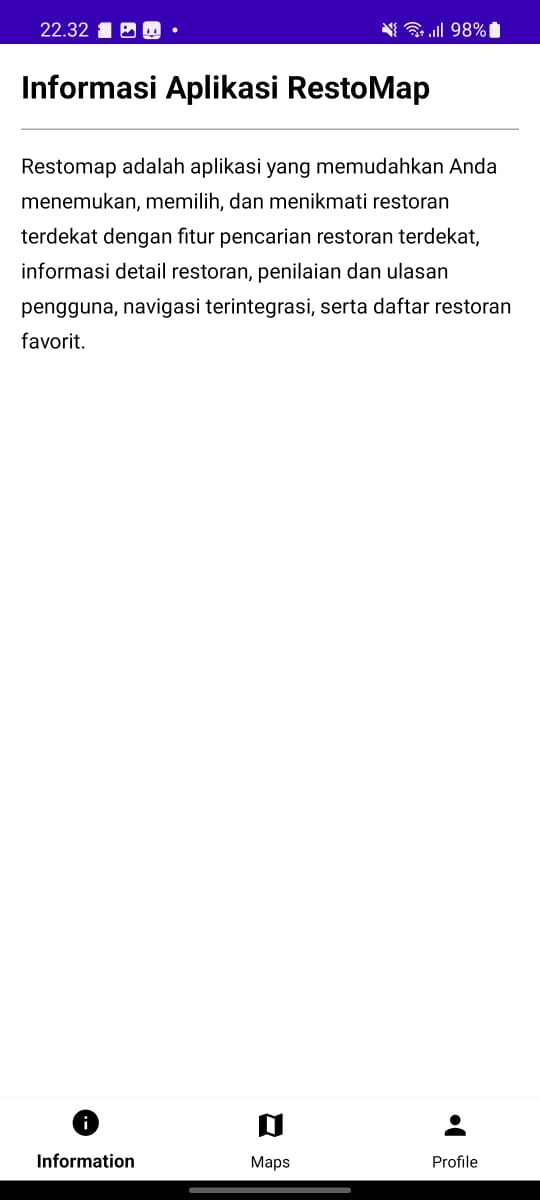 22.32
98%
Informasi Aplikasi RestoMap
Restomap adalah aplikasi yang memudahkan Anda
menemukan, memilih, dan menikmati restoran
terdekat dengan fitur pencarian restoran terdekat,
informasi detail restoran, penilaian dan ulasan
pengguna, navigasi terintegrasi, serta daftar restoran
favorit.
Information
Maps
Profile